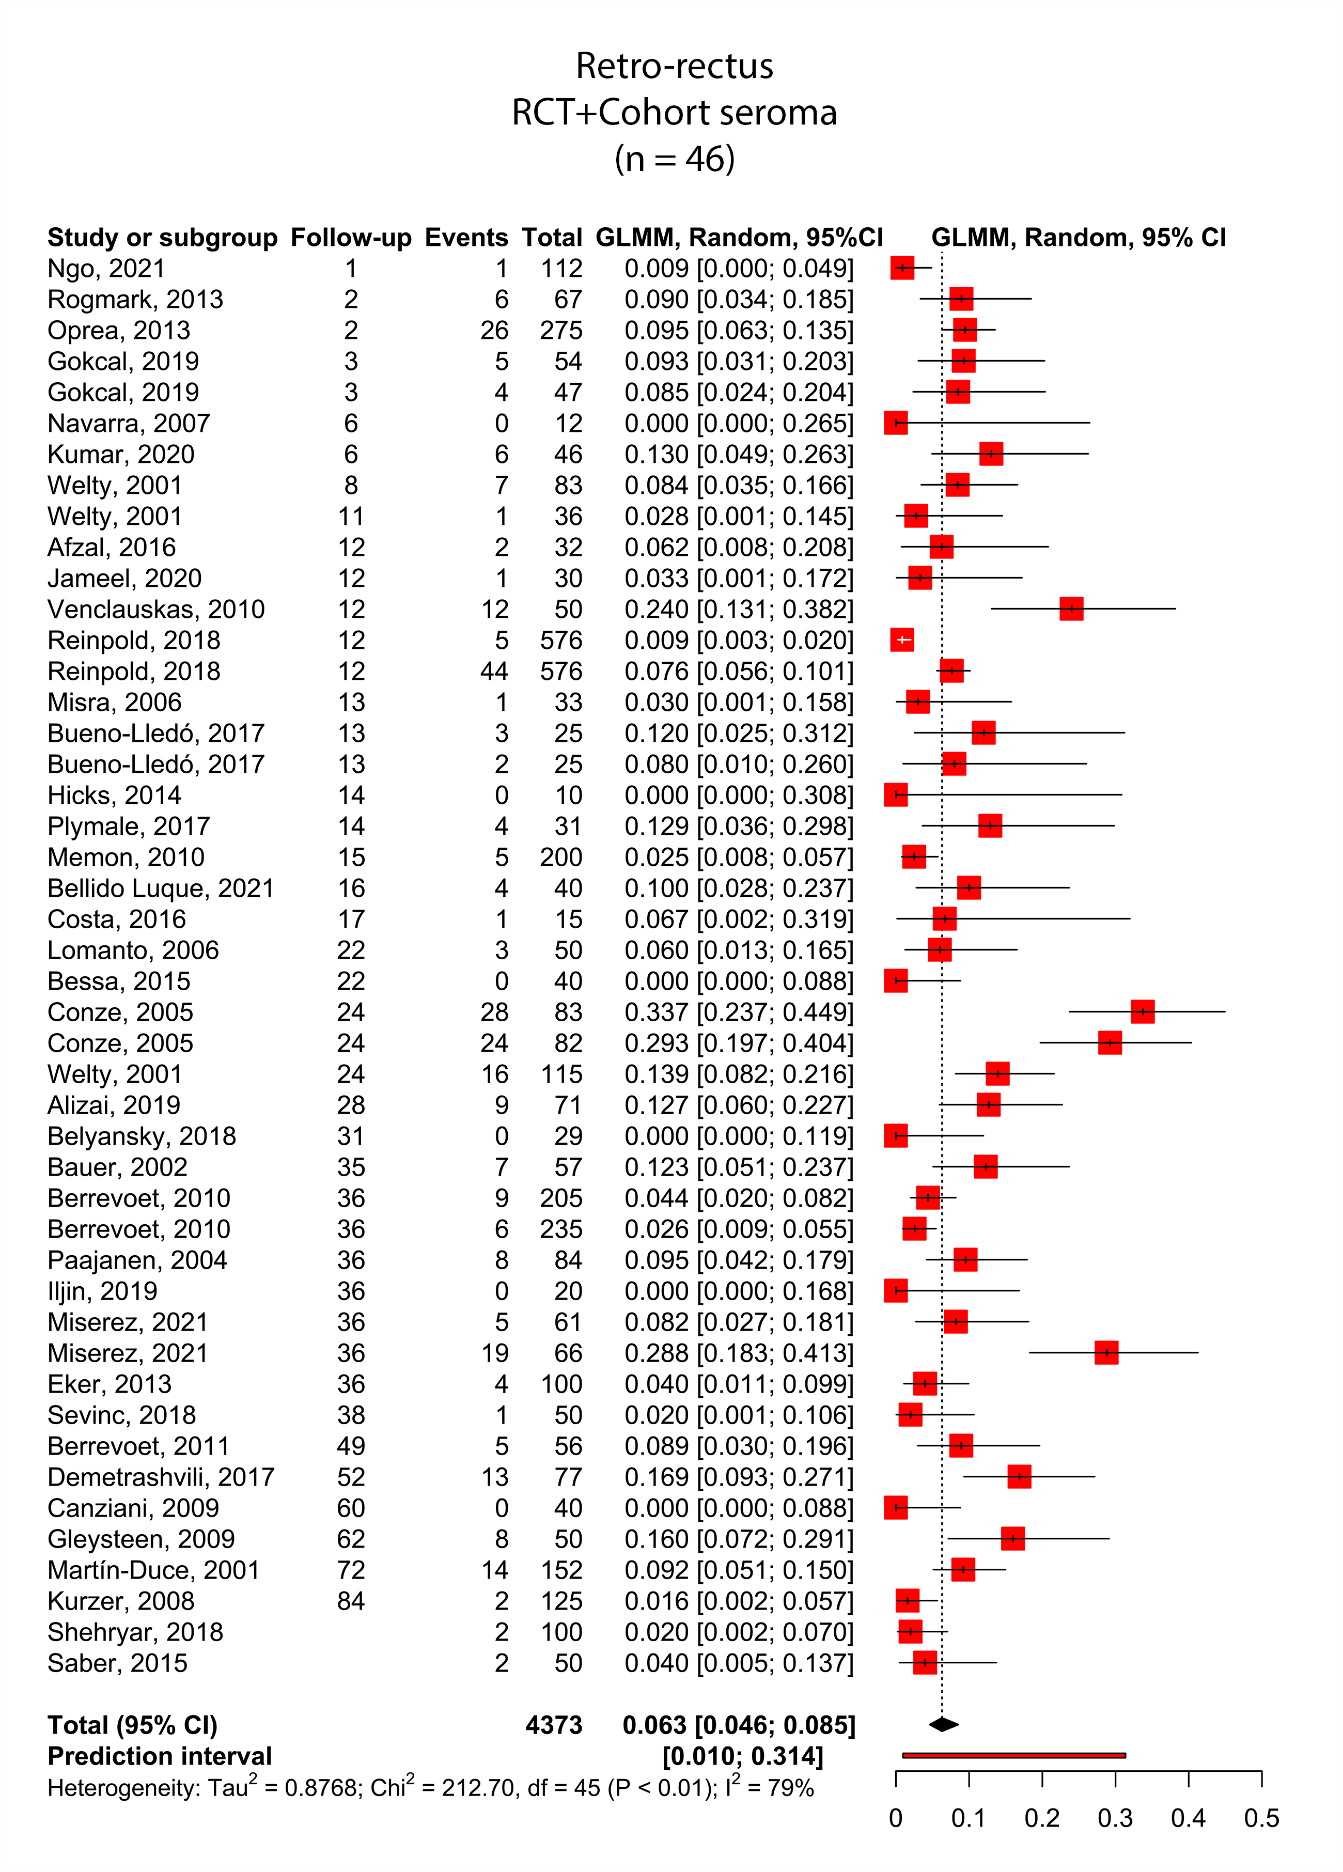 Retro-rectus
RCT+Cohort seroma
(n = 46)
Study or subgroup Follow-up Events Total GLMM, Random, 95%CI GLMM, Random, 95% CI
Ngo, 2021 1 1 112 0.009 [0.000; 0.049]
Rogmark, 2013 2 6 67 0.090 [0.034; 0.185]
Oprea, 2013 2 26 275 0.095 [0.063; 0.135]
Gokcal, 2019 3 5 54 0.093 [0.031; 0.203]
Gokcal, 2019 3 4 47 0.085 [0.024; 0.204]
Navarra, 2007 6 0 12 0.000 [0.000; 0.265]
Kumar, 2020 6 6 46 0.130 [0.049; 0.263]
Welty, 2001 8 7 83 0.084 [0.035; 0.166]
Welty, 2001 11 1 36 0.028 [0.001; 0.145]
Afzal, 2016 12 2 32 0.062 [0.008; 0.208]
Jameel, 2020 12 1 30 0.033 [0.001; 0.172]
Venclauskas, 2010 12 12 50 0.240 [0.131; 0.382]
Reinpold, 2018 12 5 576 0.009 [0.003; 0.020]
Reinpold, 2018 12 44 576 0.076 [0.056; 0.101]
Misra, 2006 13 1 33 0.030 [0.001; 0.158]
Bueno-Lledó, 2017 13 3 25 0.120 [0.025; 0.312]
Bueno-Lledó, 2017 13 2 25 0.080 [0.010; 0.260]
Hicks, 2014 14 0 10 0.000 [0.000; 0.308]
Plymale, 2017 14 4 31 0.129 [0.036; 0.298]
Memon, 2010 15 5 200 0.025 [0.008; 0.057]
Bellido Luque, 2021 16 4 40 0.100 [0.028; 0.237]
Costa, 2016 17 1 15 0.067 [0.002; 0.319]
Lomanto, 2006 22 3 50 0.060 [0.013; 0.165]
Bessa, 2015 22 0 40 0.000 [0.000; 0.088]
Conze, 2005 24 28 83 0.337 [0.237; 0.449]
Conze, 2005 24 24 82 0.293 [0.197; 0.404]
Welty, 2001 24 16 115 0.139 [0.082; 0.216]
Alizai, 2019 28 9 71 0.127 [0.060; 0.227]
Belyansky, 2018 31 0 29 0.000 [0.000; 0.119]
Bauer, 2002 35 7 57 0.123 [0.051; 0.237]
Berrevoet, 2010 36 9 205 0.044 [0.020; 0.082]
Berrevoet, 2010 36 6 235 0.026 [0.009; 0.055]
Paajanen, 2004 36 8 84 0.095 [0.042; 0.179]
Iljin, 2019 36 0 20 0.000 [0.000; 0.168]
Miserez, 2021 36 5 61 0.082 [0.027; 0.181]
Miserez, 2021 36 19 66 0.288 [0.183; 0.413]
Eker, 2013 36 4 100 0.040 [0.011; 0.099]
Sevinc, 2018 38 1 50 0.020 [0.001; 0.106]
Berrevoet, 2011 49 5 56 0.089 [0.030; 0.196]
Demetrashvili, 2017 52 13 77 0.169 [0.093; 0.271]
Canziani, 2009 60 0 40 0.000 [0.000; 0.088]
Gleysteen, 2009 62 8 50 0.160 [0.072; 0.291]
Martín-Duce, 2001 72 14 152 0.092 [0.051; 0.150]
Kurzer, 2008 84 2 125 0.016 [0.002; 0.057]
Shehryar, 2018 2 100 0.020 [0.002; 0.070]
Saber, 2015 2 50 0.040 [0.005; 0.137]
Total (95% CI) 4373 0.063 [0.046; 0.085]
Prediction interval [0.010; 0.314]
Heterogeneity: Tau² = 0.8768; Chi² = 212.70, df = 45 (P < 0.01); I² = 79%
0 0.1 0.2 0.3 0.4 0.5